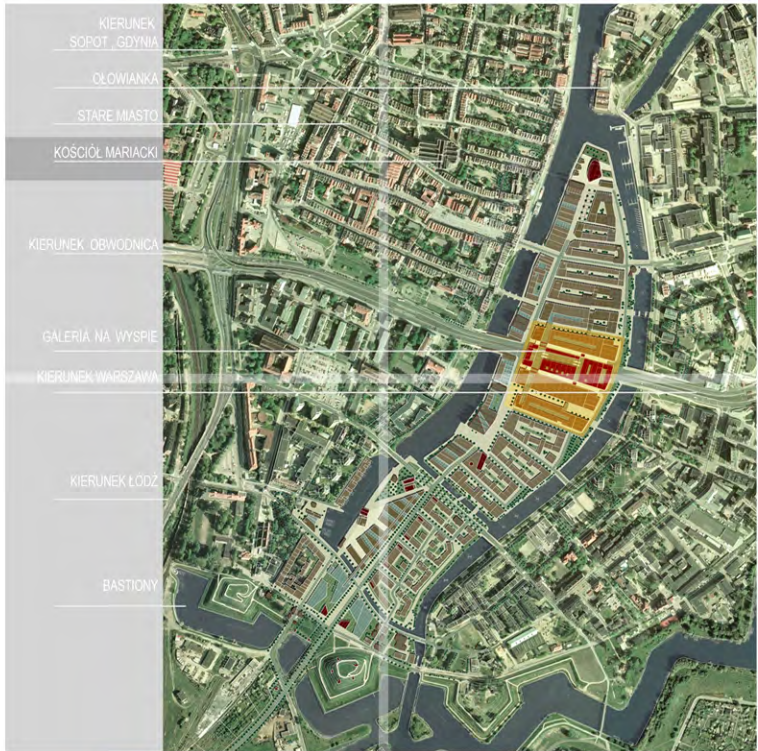 KIERUNEK
SOPOT , GDYNIA
OŁOWIANKA
STARE MIASTO
KOŚCIÓŁ MARIACKI
KIERUNEK OBWODNICA
GALERIA NA WYSPIE
KIERUNEK WARSZAWA
KIERUNEK ŁÓDŹ
BASTIONY